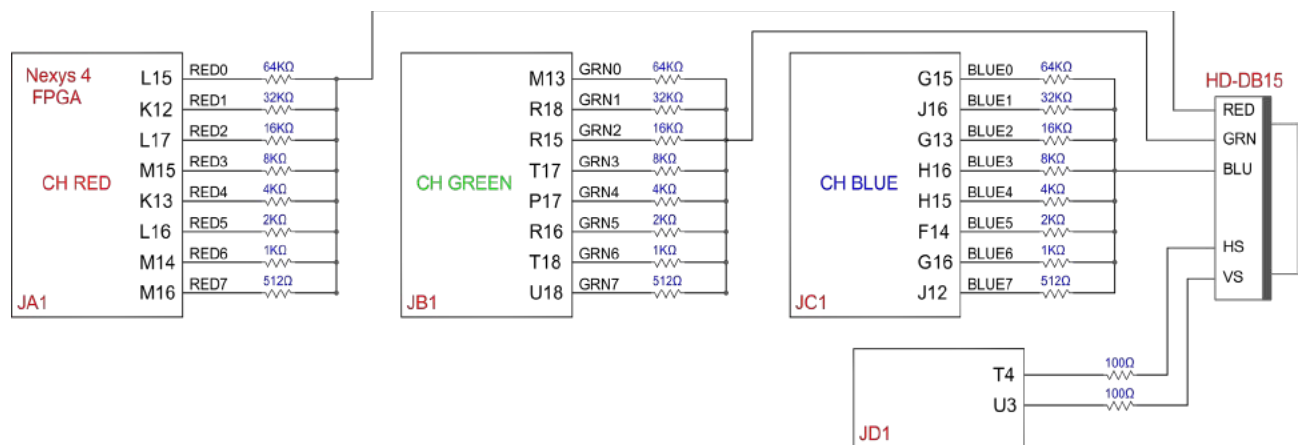 Nexys 4
FPGA
CH RED
JA1
L15 RED0 64KΩ
K12 RED1 32KΩ
L17 RED2 16KΩ
M15 RED3 8KΩ
K13 RED4 4KΩ
L16 RED5 2KΩ
M14 RED6 1KΩ
M16 RED7 512Ω
CH GREEN
JB1
M13 GRN0 64KΩ
R18 GRN1 32KΩ
R15 GRN2 16KΩ
T17 GRN3 8KΩ
P17 GRN4 4KΩ
R16 GRN5 2KΩ
T18 GRN6 1KΩ
U18 GRN7 512Ω
CH BLUE
JC1
G15 BLUE0 64KΩ
J16 BLUE1 32KΩ
G13 BLUE2 16KΩ
H16 BLUE3 8KΩ
H15 BLUE4 4KΩ
F14 BLUE5 2KΩ
G16 BLUE6 1KΩ
J12 BLUE7 512Ω
HD-DB15
RED
GRN
BLU
HS
VS
T4 100Ω
U3 100Ω
JD1